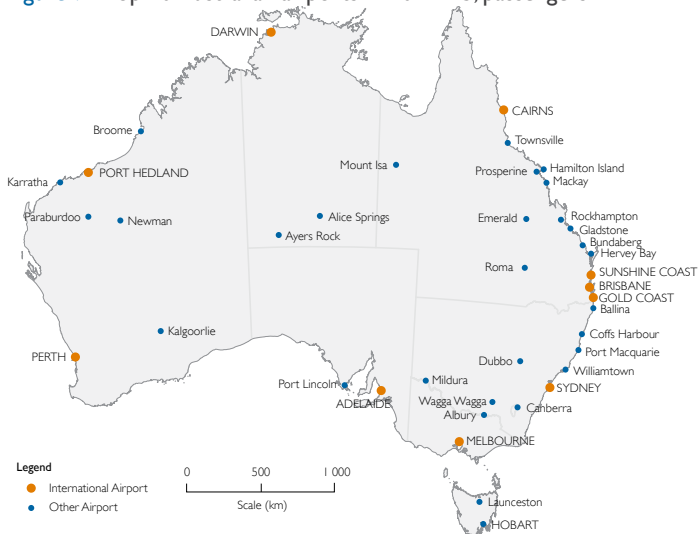 DARWIN
CAIRNS
Broome
Townsville
Mount Isa
Hamilton Island
Prosperine
PORT HEDLAND
Karratha
Mackay
Paraburdoo
Newman
Alice Springs
Emerald
Rockhampton
Gladstone
Ayers Rock
Bundaberg
Hervey Bay
Roma
SUNSHINE COAST
BRISBANE
GOLD COAST
Ballina
Kalgoorlie
Coffs Harbour
Port Macquarie
PERTH
Dubbo
Williamtown
Port Lincoln
Mildura
SYDNEY
ADELAIDE
Wagga Wagga
Canberra
Albury
MELBOURNE
Legend
International Airport
Other Airport
0 500 1 000
Scale (km)
Launceston
HOBART